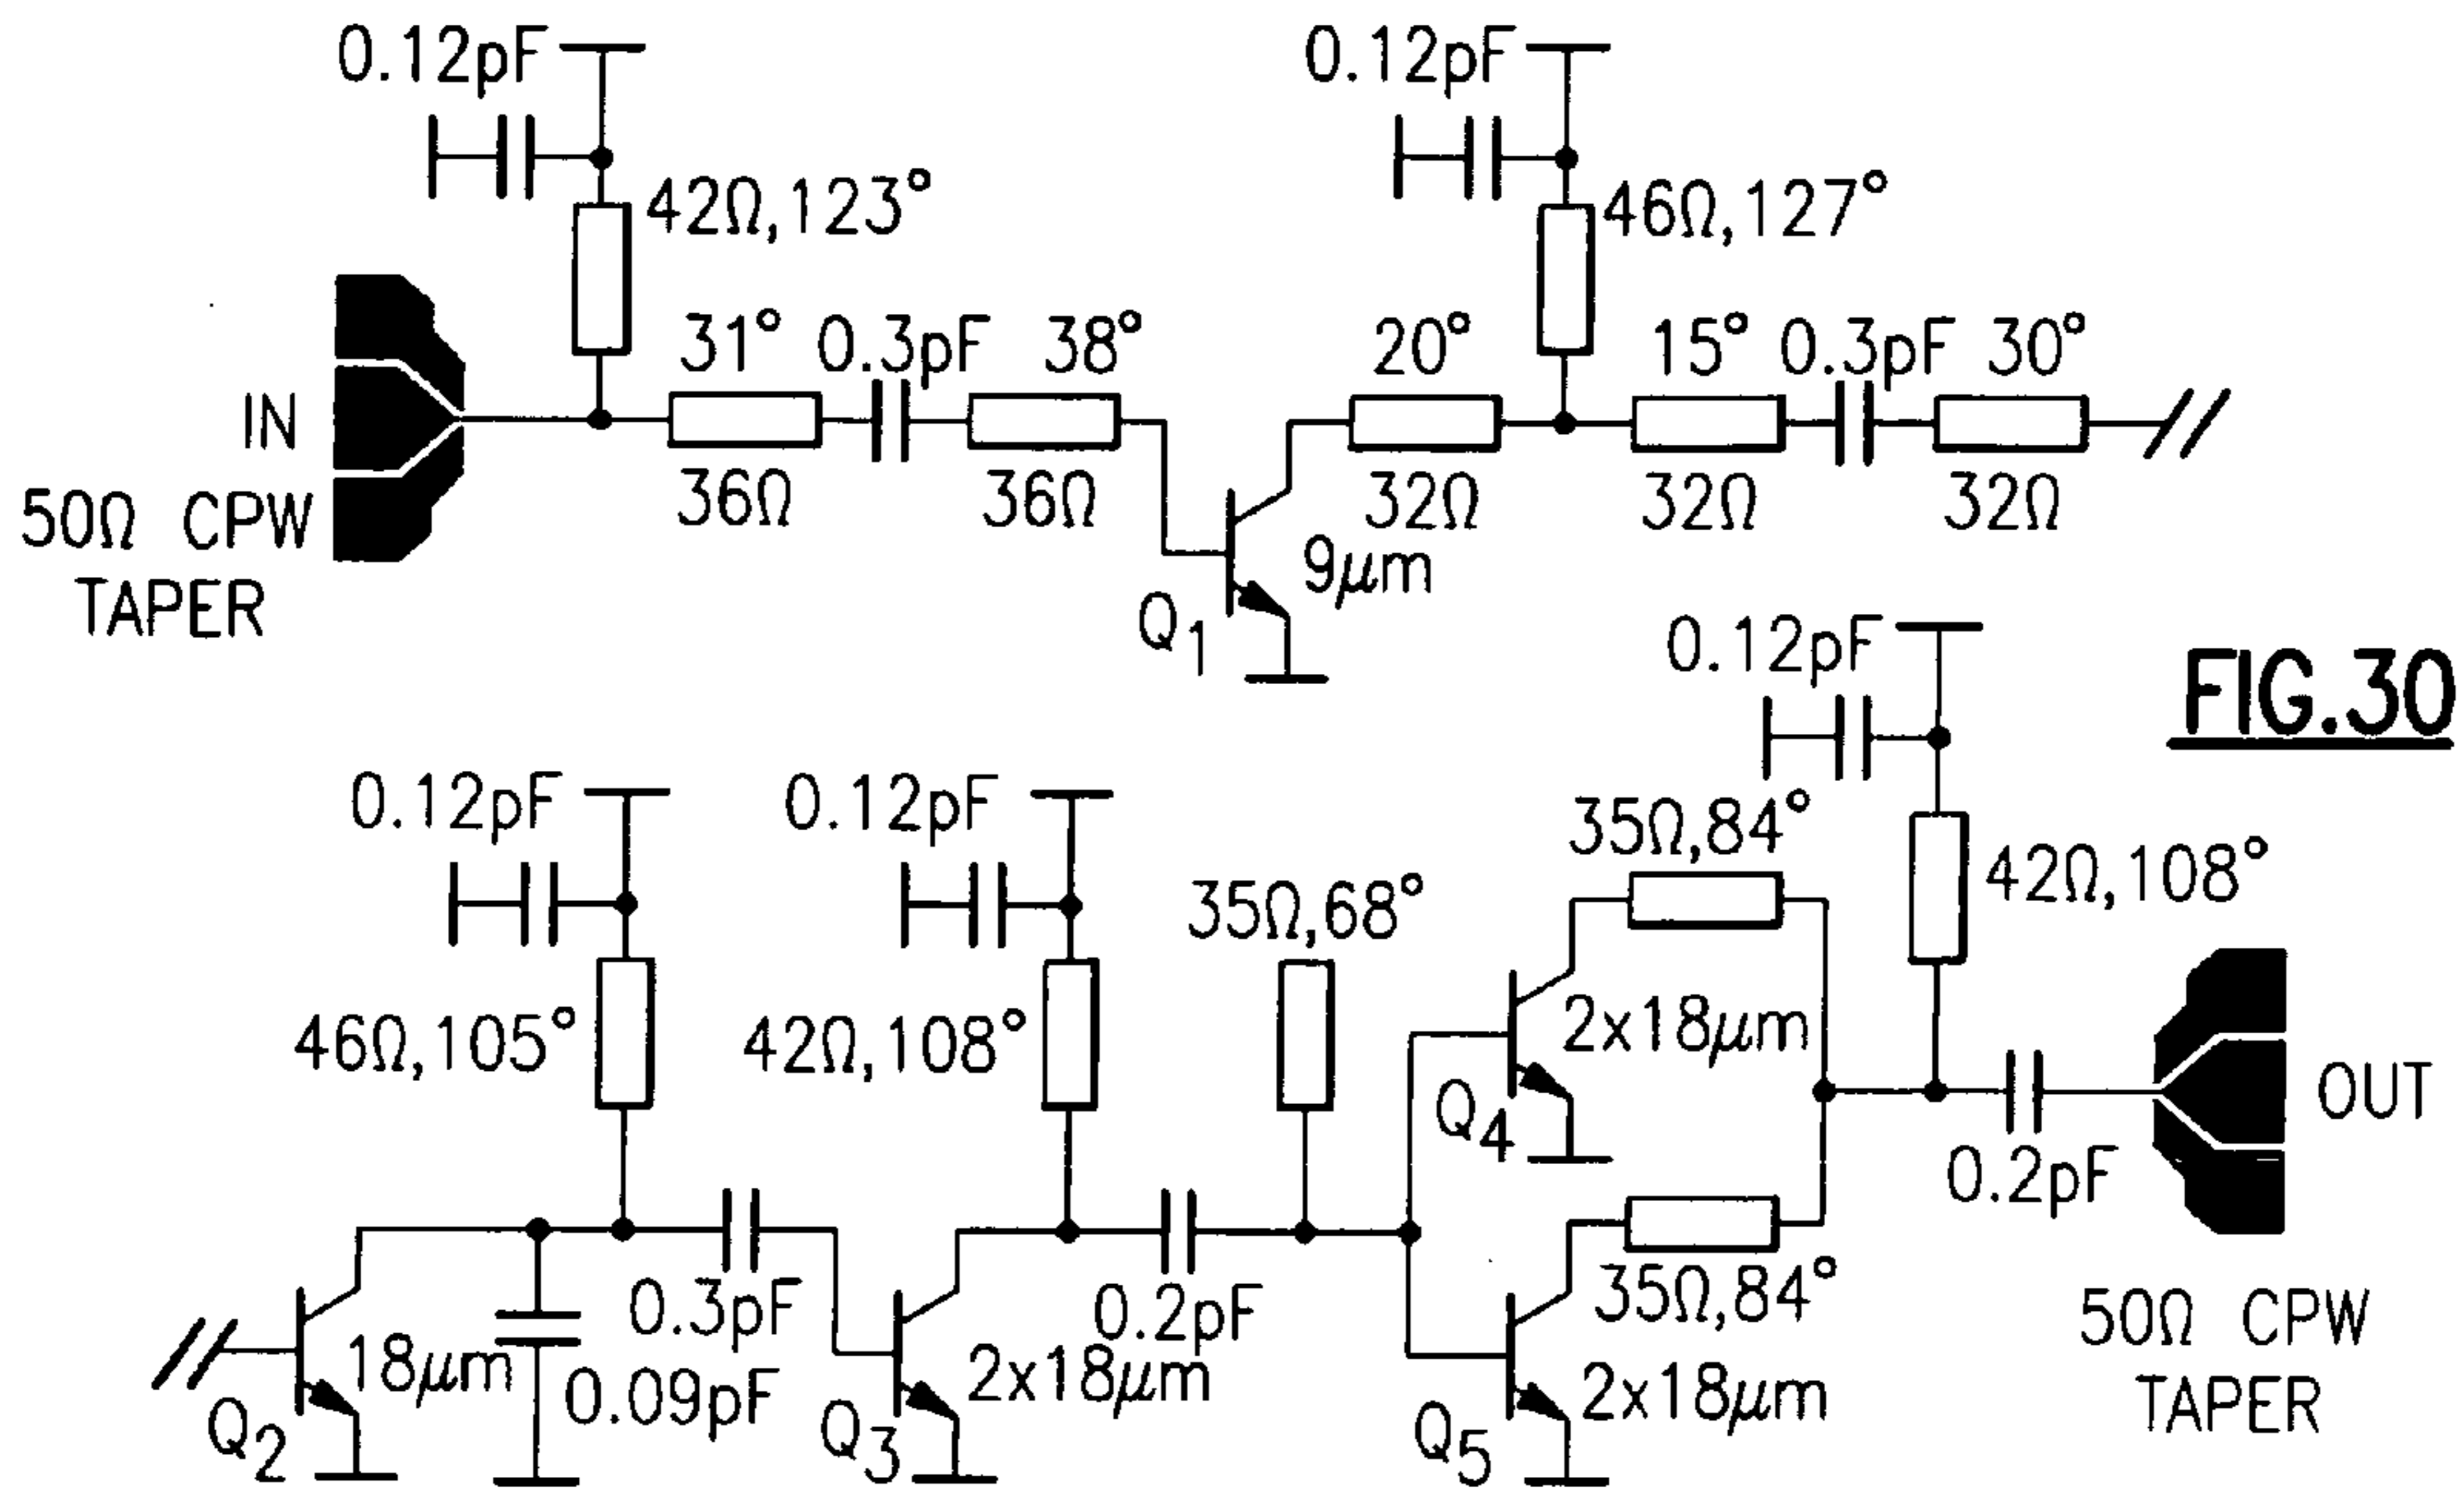 0.12pF
0.12pF
42Ω,123°
46Ω,127°
31°
0.3pF
38°
20°
15°
0.3pF
30°
IN
36Ω
36Ω
32Ω
32Ω
32Ω
50Ω CPW
TAPER
9μm
Q1
0.12pF
FIG.30
0.12pF
0.12pF
35Ω,84°
42Ω,108°
35Ω,68°
46Ω,105°
42Ω,108°
2x18μm
Q4
OUT
0.2pF
0.3pF
0.2pF
35Ω,84°
50Ω CPW
TAPER
18μm
0.09pF
2x18μm
2x18μm
Q2
Q3
Q5